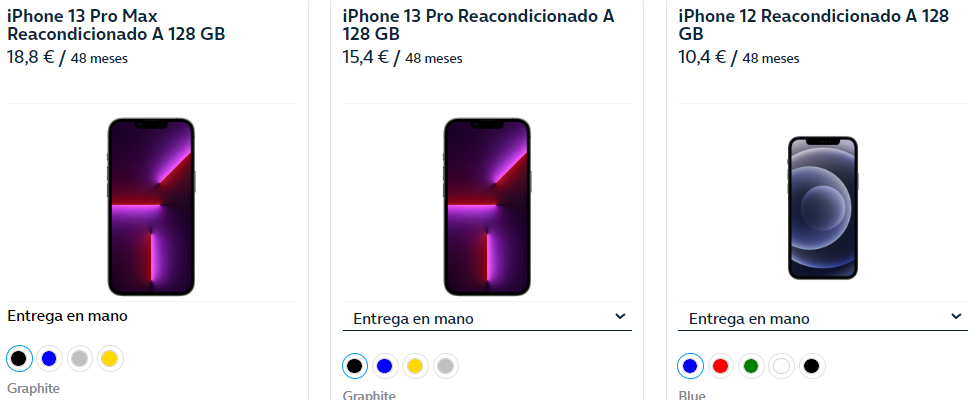 iPhone 13 Pro Max
Reacondicionado A 128 GB
18,8 € / 48 meses
Entrega en mano
Graphite
iPhone 13 Pro Reacondicionado A
128 GB
15,4 € / 48 meses
Entrega en mano
Graphite
iPhone 12 Reacondicionado A 128
GB
10,4 € / 48 meses
Entrega en mano
Blue